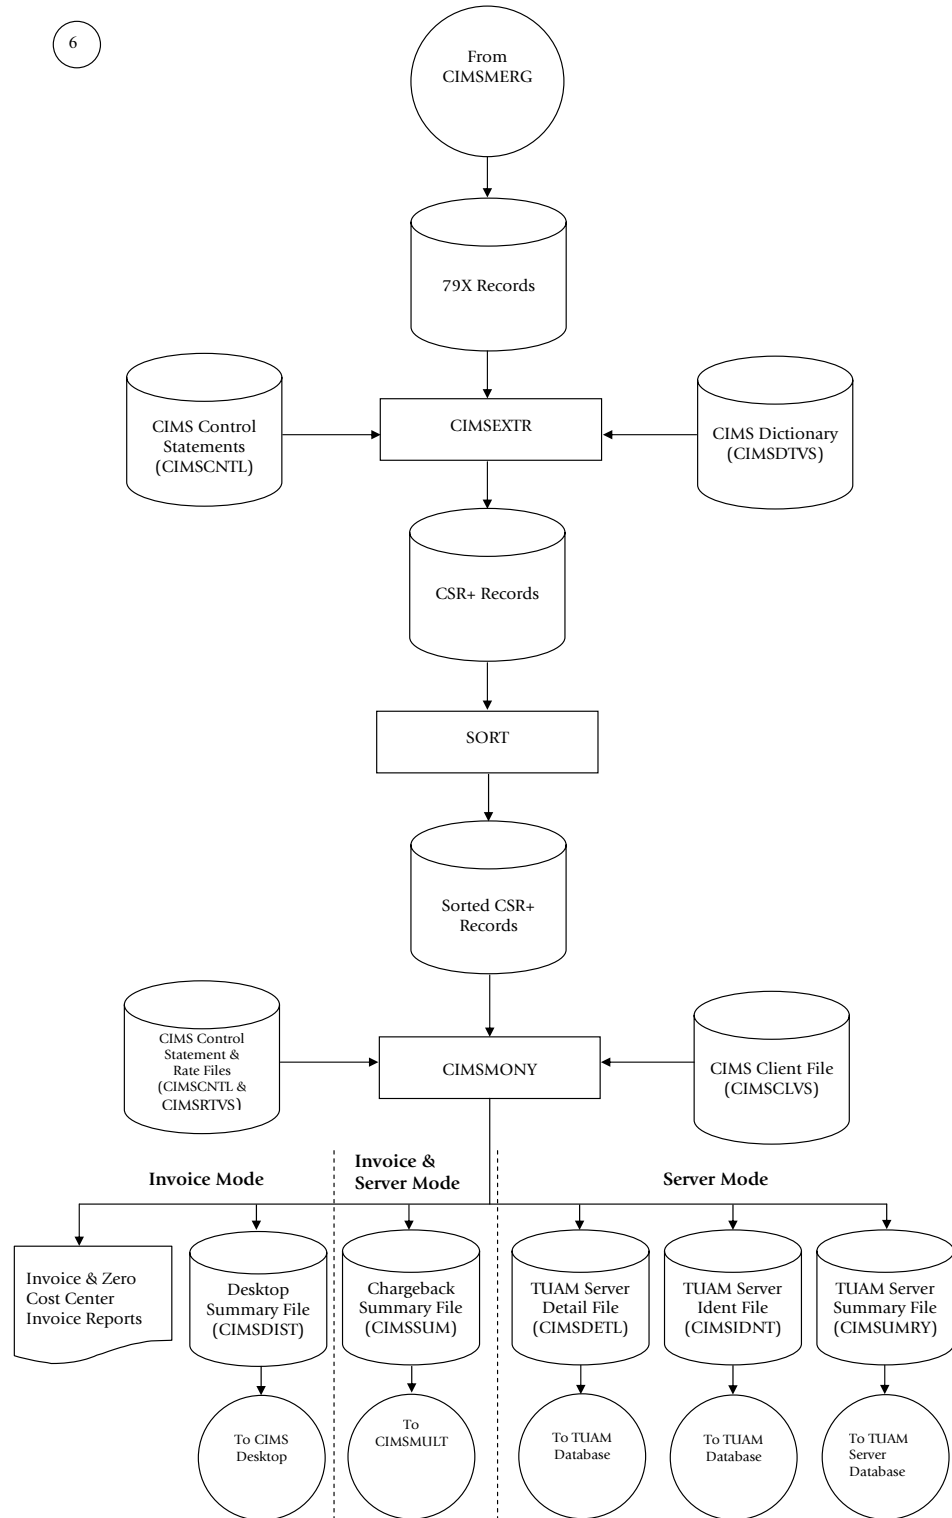 6
From
CIMSMERG
79X Records
CIMS Control
Statements
(CIMSCNTL)
CIMSEXTR
CIMS Dictionary
(CIMSDTVS)
CSR+ Records
SORT
Sorted CSR+
Records
CIMS Control
Statement &
Rate Files
(CIMSCNTL &
CIMSRTVS)
CIMSMONY
CIMS Client File
(CIMSCLVS)
Invoice Mode
Invoice &
Server Mode
Server Mode
Invoice & Zero
Cost Center
Invoice Reports
Desktop
Summary File
(CIMSDIST)
Chargeback
Summary File
(CIMSSUM)
TUAM Server
Detail File
(CIMSDETL)
TUAM Server
Ident File
(CIMSIDNT)
TUAM Server
Summary File
(CIMSUMRY)
To CIMS
Desktop
To
CIMSMULT
To TUAM
Database
To TUAM
Database
To TUAM
Server
Database